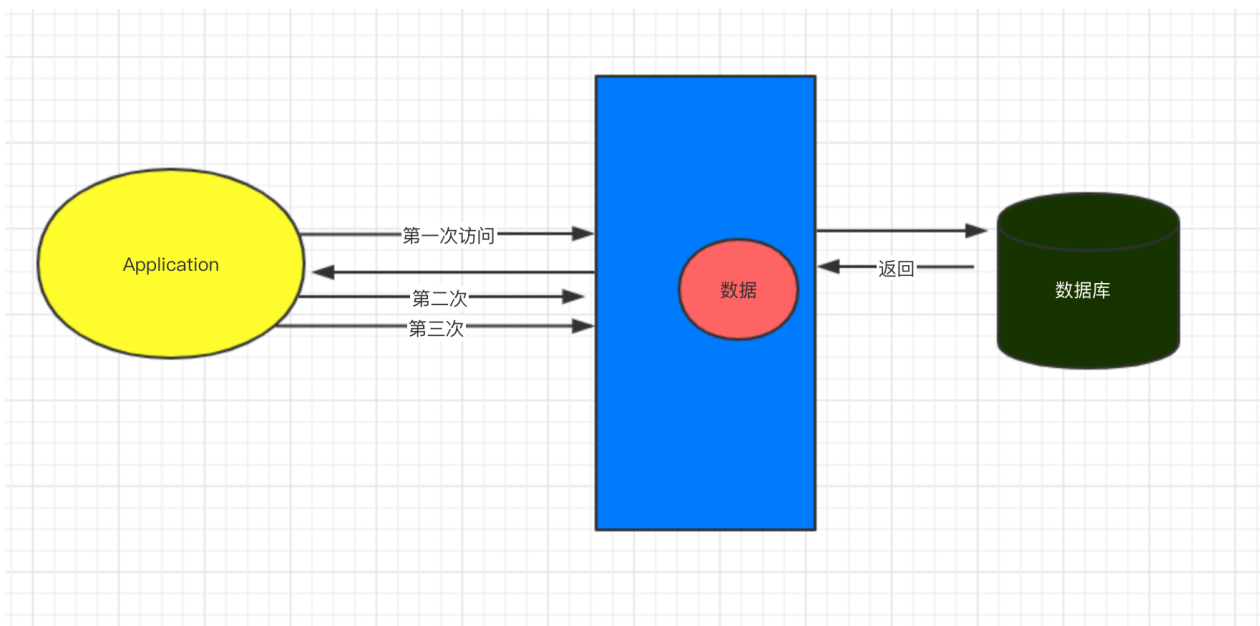 第一次访问
Application
第二次
第三次
数据
返回
数据库